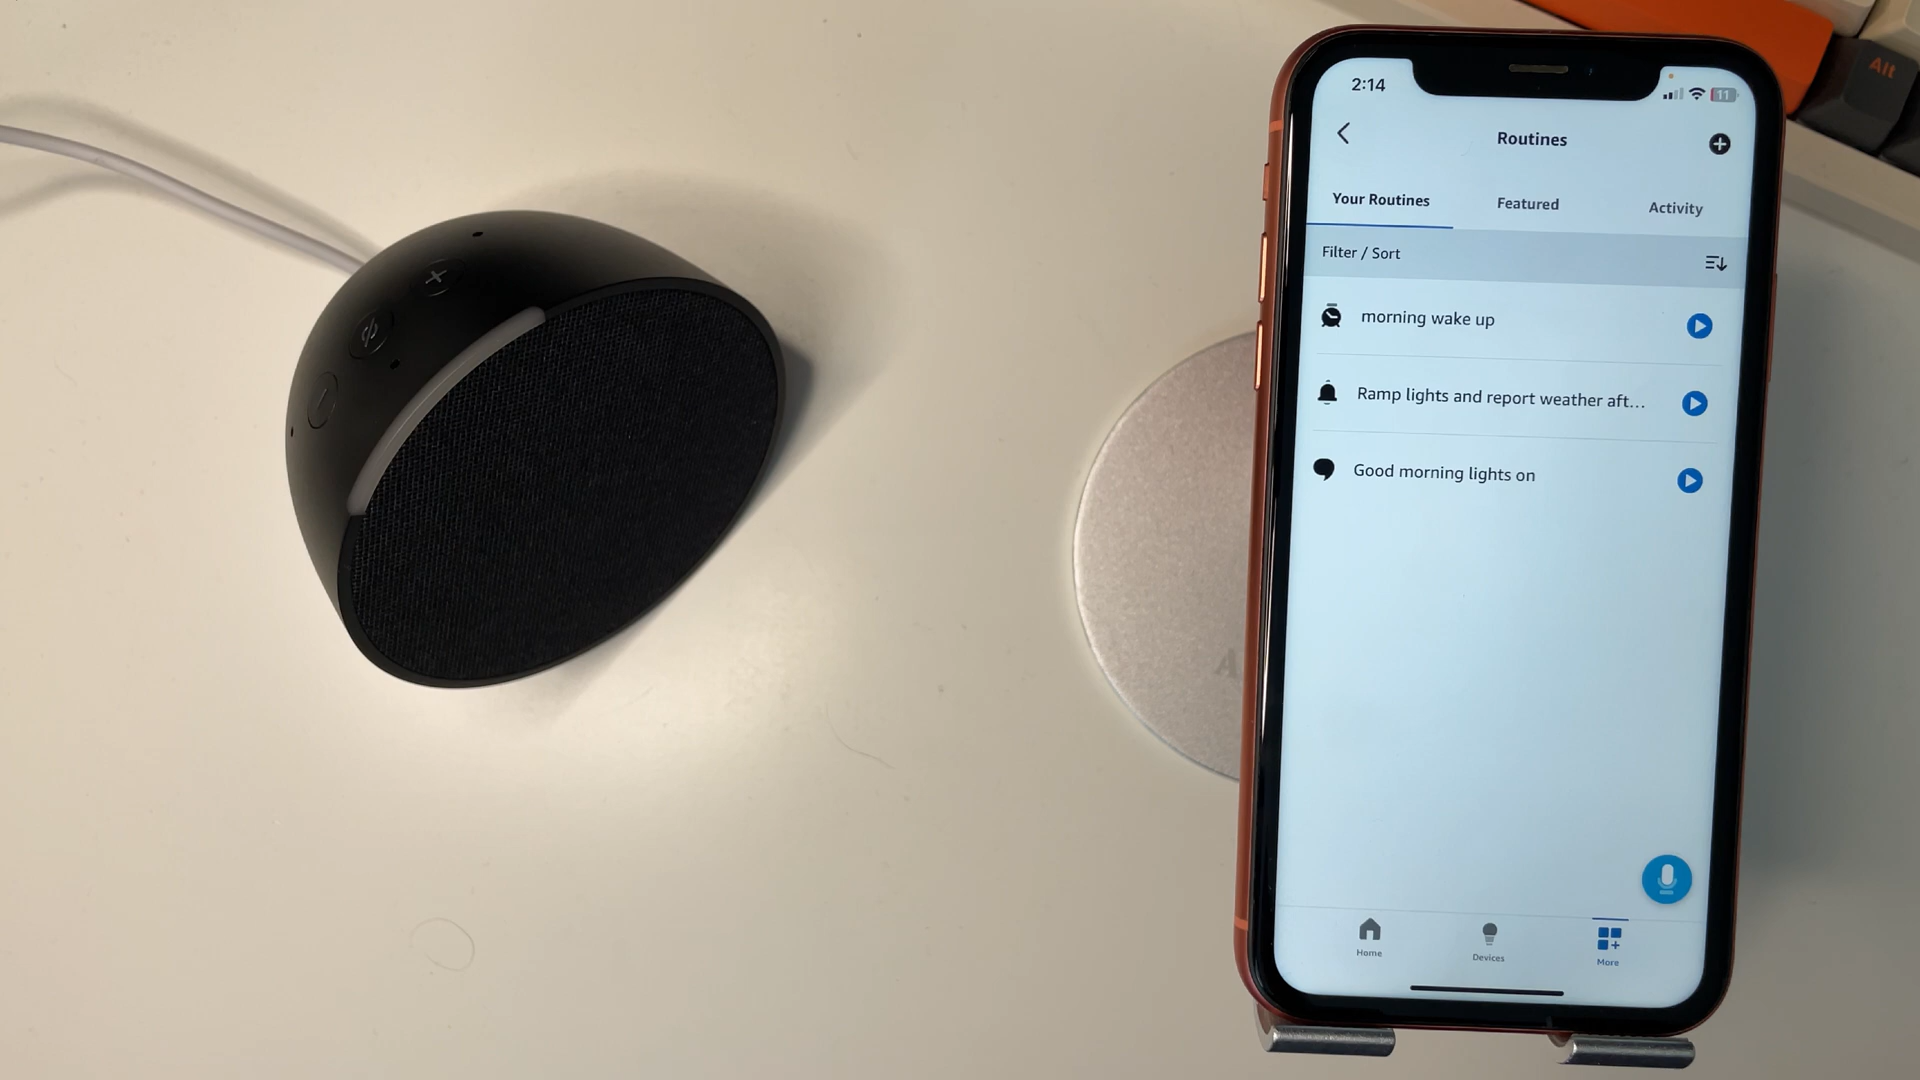 Alt
2:14
11
Routines
Your Routines
Featured
Activity
Filter / Sort
morning wake up
Ramp lights and report weather aft...
Good morning lights on
Home
Devices
More
A